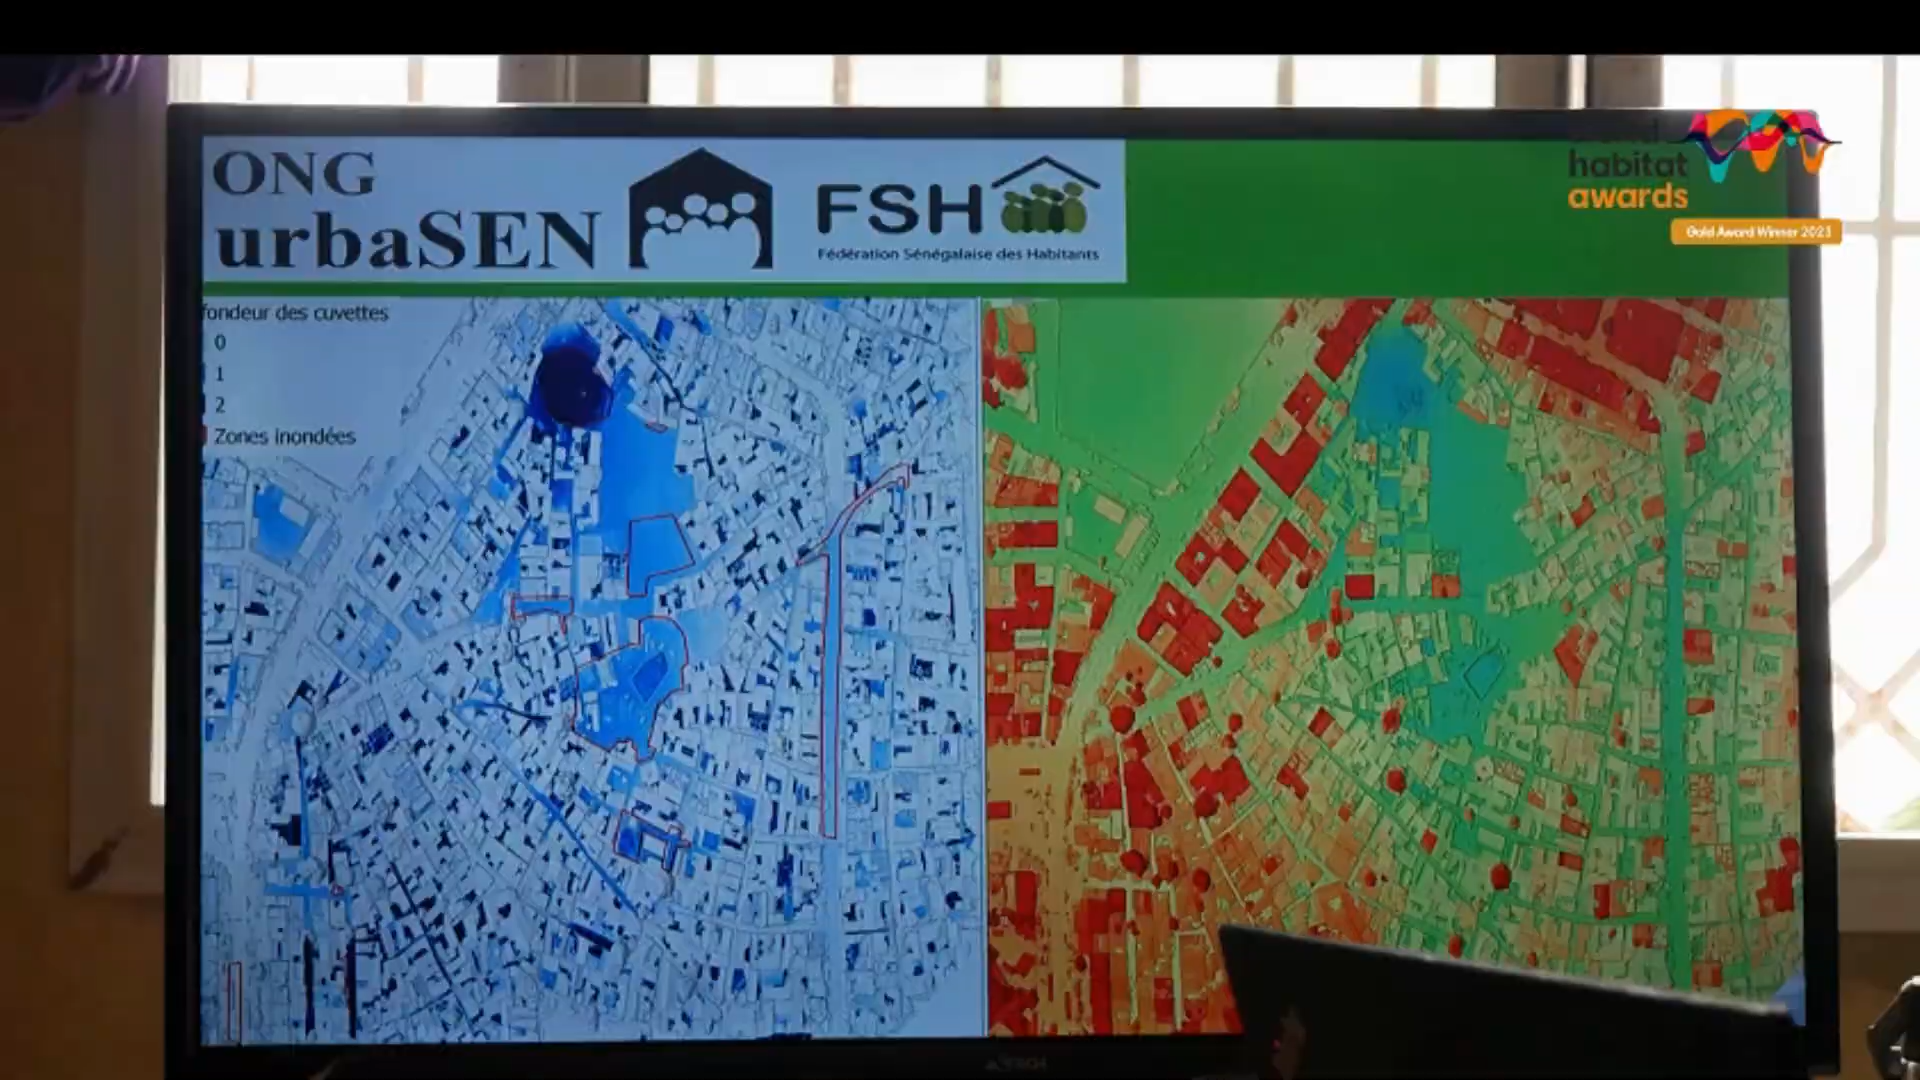 ONG
urbaSEN
FSH
Fédération Sénégalaise des Habitants
habitat
awards
Gold Award Winner 2023
fondeur des cuvettes
0
1
2
Zones inondées